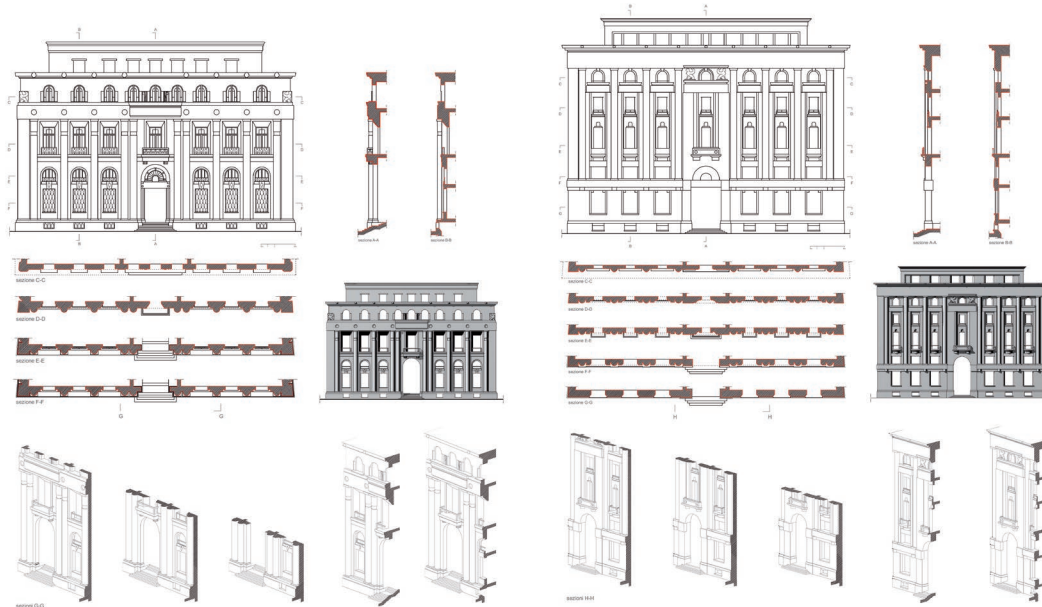 B A
sezione A-A
sezione B-B
B A
sezione C-C
sezione D-D
sezione E-E
sezione F-F
G G
sezioni G-G
B A
sezione A-A
sezione B-B
B A
sezione C-C
sezione D-D
sezione E-E
sezione F-F
sezione G-G
H H
sezioni H-H